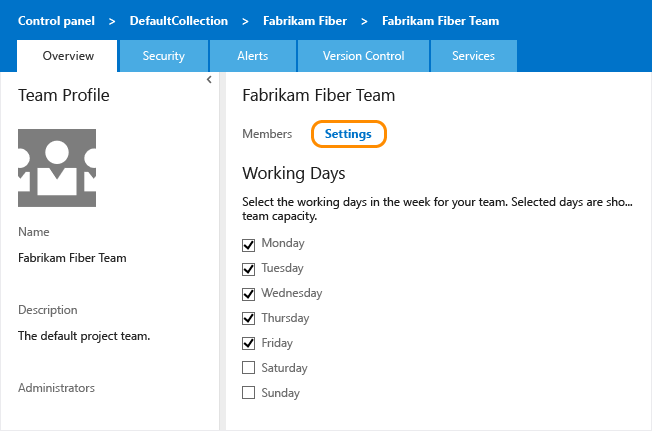 Control panel > DefaultCollection > Fabrikam Fiber > Fabrikam Fiber Team
Overview Security Alerts Version Control Services
<
Team Profile
Name
Fabrikam Fiber Team
Description
The default project team.
Administrators
Fabrikam Fiber Team
Members Settings
Working Days
Select the working days in the week for your team. Selected days are sho...
team capacity.
Monday
Tuesday
Wednesday
Thursday
Friday
Saturday
Sunday